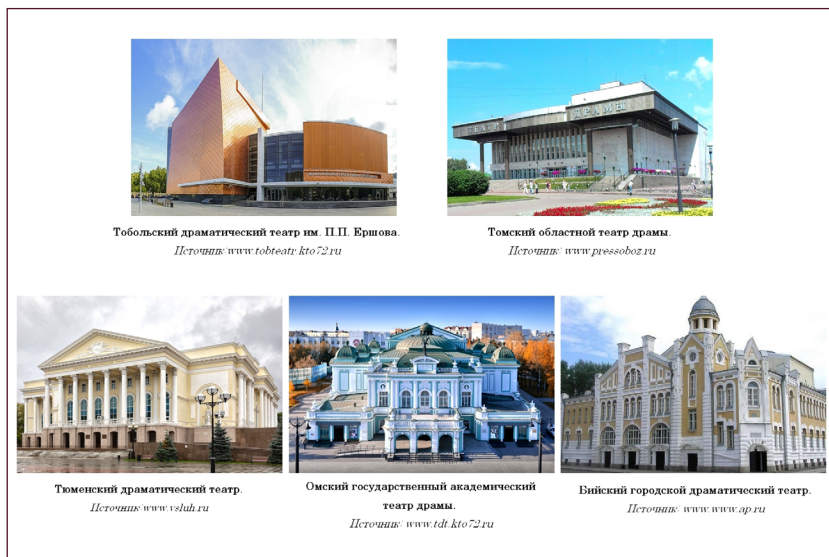 ТЕАТР
ДРАМЫ
Тобольский драматический театр им. П.П. Ершова.
Источник:www.tobteatr.kto72.ru
Томский областной театр драмы.
Источник: www.pressoboz.ru
Тюменский драматический театр.
Источник:www.vsluh.ru
Омский государственный академический
театр драмы.
Источник: www.tdt.kto72.ru
Бийский городской драматический театр.
Источник: www.www.ap.ru